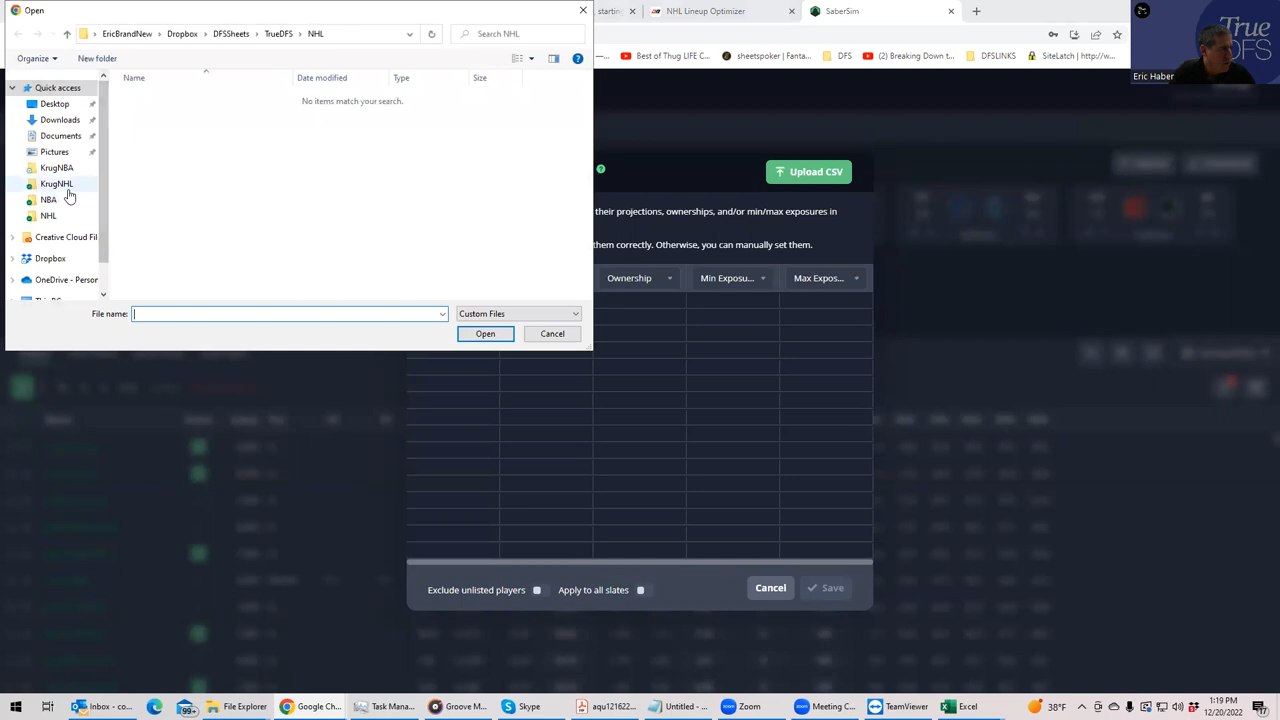 Open
starting
NHL Lineup Optimizer
SaberSim
EricBrandNew > Dropbox > DFSSheets > TrueDFS > NHL
Search NHL
Best of Thug LIFE C...
sheetspoker | Fanta...
DFS
(2) Breaking Down t...
DFSLINKS
SiteLatch | http://w...
True
DFS
Eric Haber
Organize
New folder
Name
Date modified
Type
Size
No items match your search.
Quick access
Desktop
Downloads
Documents
Pictures
KrugNBA
KrugNHL
NBA
NHL
Creative Cloud Fil
Dropbox
OneDrive - Person
File name:
Custom Files
Open
Cancel
Upload CSV
their projections, ownerships, and/or min/max exposures in
them correctly. Otherwise, you can manually set them.
Ownership
Min Exposu...
Max Expos...
Exclude unlisted players
Apply to all slates
Cancel
Save
Inbox - co...
99+
File Explorer
Google Ch...
Task Mana...
Groove M...
Skype
aqu121622...
Untitled - ...
Zoom
Meeting C...
TeamViewer
Excel
38°F
1:19 PM
12/20/2022